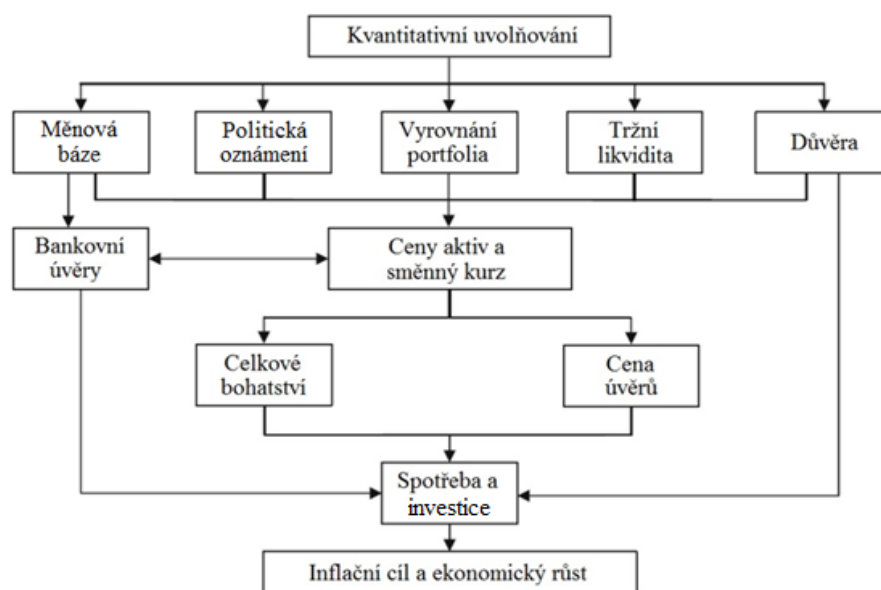 Kvantitativní uvolňování
Měnová
báze
Politická
oznámení
Vyrovnání
portfolia
Tržní
likvidita
Důvěra
Bankovní
úvěry
Ceny aktiv a
směnný kurz
Celkové
bohatství
Cena
úvěrů
Spotřeba a
investice
Inflační cíl a ekonomický růst